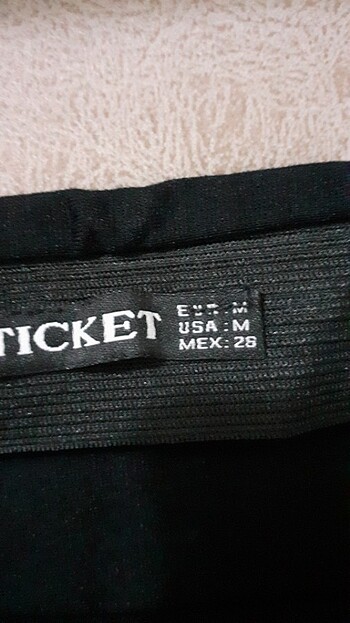 TICKET
EUR: M
USA: M
MEX: 28